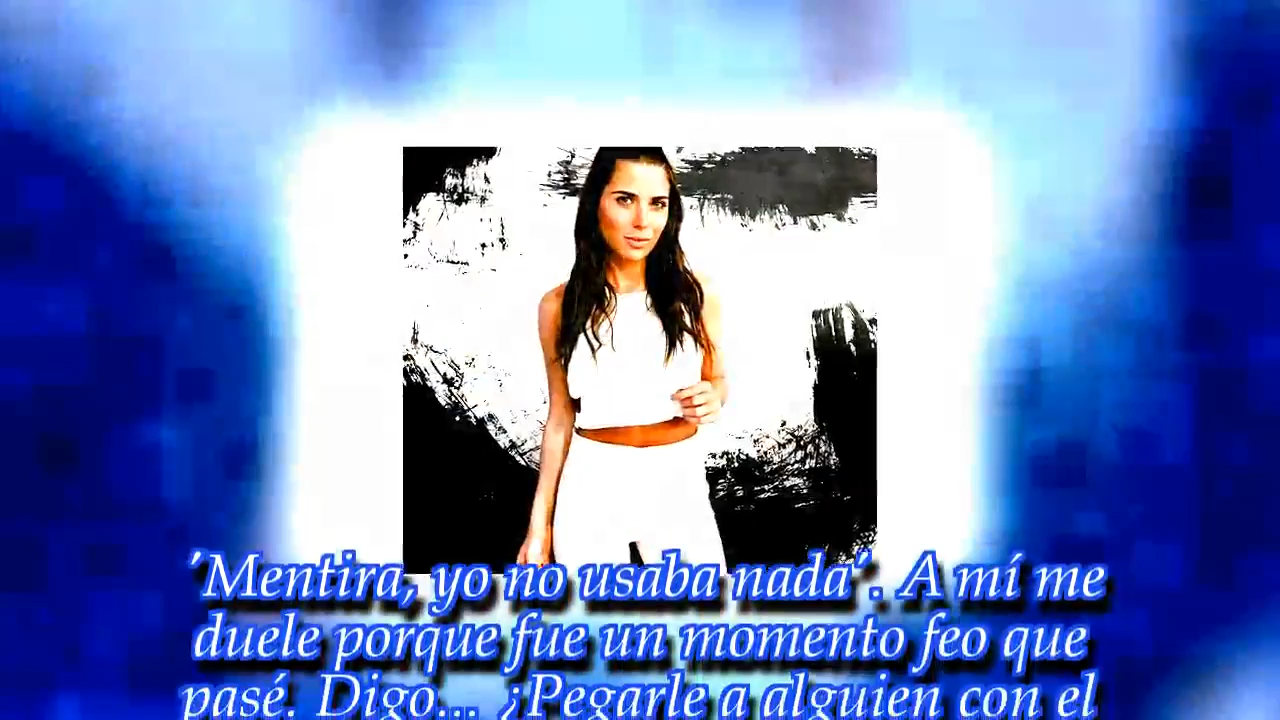 'Mentira, yo no usaba nada'. A mí me
duele porque fue un momento feo que
pasé. Digo... ¿Pegarle a alguien con el